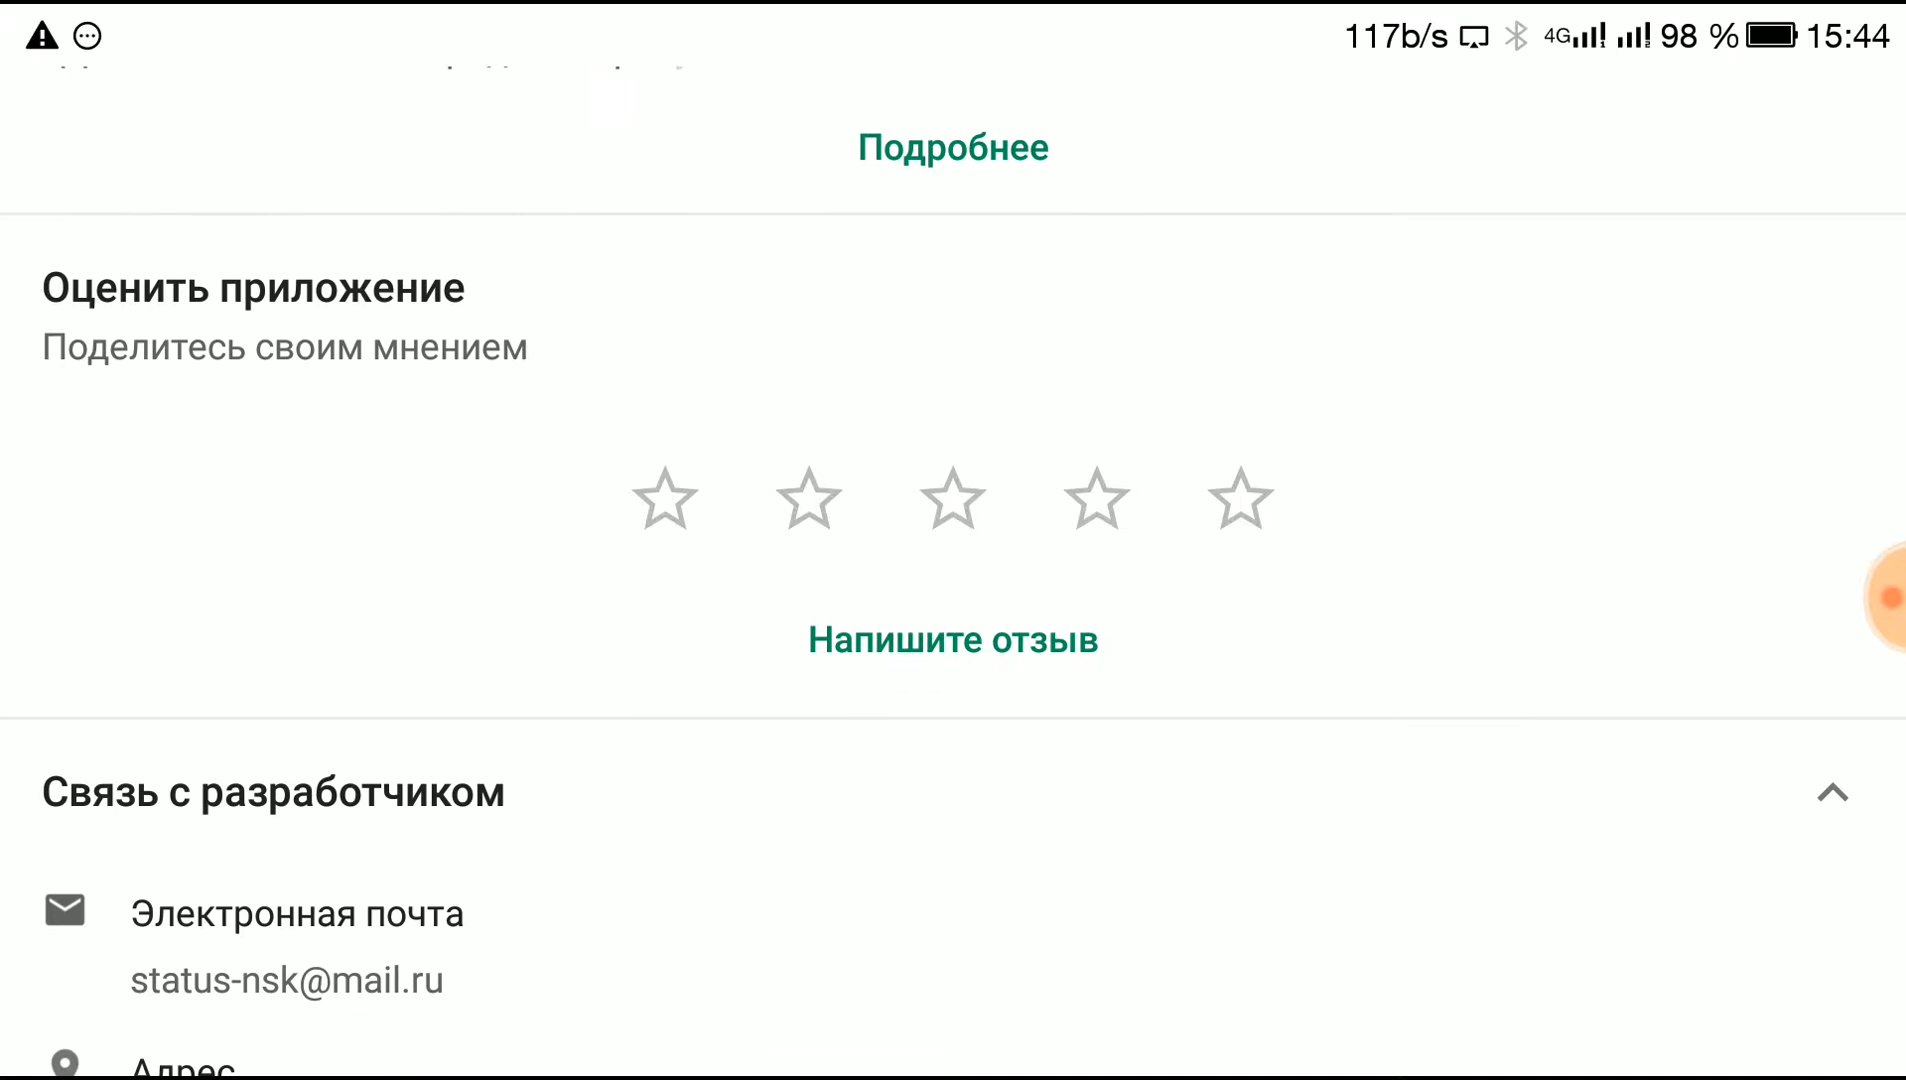 117b/s 4G 98 % 15:44
Подробнее
Оценить приложение
Поделитесь своим мнением
Напишите отзыв
Связь с разработчиком
Электронная почта
status-nsk@mail.ru
Адрес